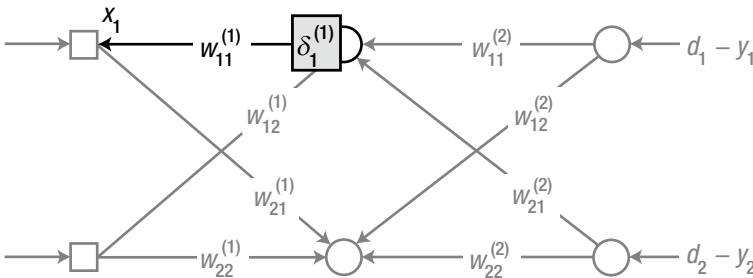 x₁
w₁₁⁽¹⁾ δ₁⁽¹⁾ w₁₁⁽²⁾ d₁ − y₁
w₁₂⁽¹⁾ w₁₂⁽²⁾
w₂₁⁽¹⁾ w₂₁⁽²⁾
w₂₂⁽¹⁾ w₂₂⁽²⁾ d₂ − y₂